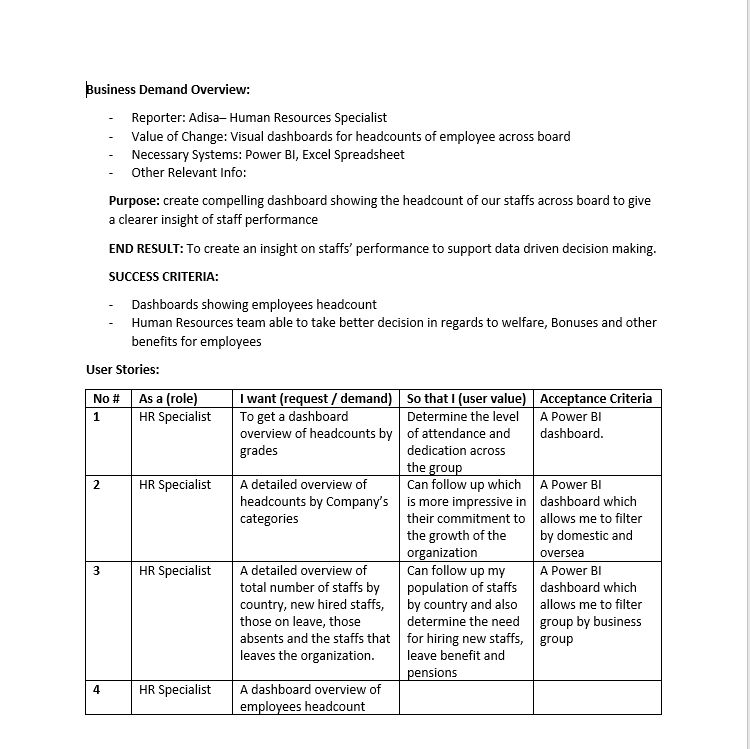 Business Demand Overview:
- Reporter: Adisa– Human Resources Specialist
- Value of Change: Visual dashboards for headcounts of employee across board
- Necessary Systems: Power BI, Excel Spreadsheet
- Other Relevant Info:
Purpose: create compelling dashboard showing the headcount of our staffs across board to give
a clearer insight of staff performance
END RESULT: To create an insight on staffs’ performance to support data driven decision making.
SUCCESS CRITERIA:
- Dashboards showing employees headcount
- Human Resources team able to take better decision in regards to welfare, Bonuses and other
benefits for employees
User Stories:
No # As a (role) I want (request / demand) So that I (user value) Acceptance Criteria
1 HR Specialist To get a dashboard Determine the level A Power BI
overview of headcounts by of attendance and dashboard.
grades dedication across
the group
2 HR Specialist A detailed overview of Can follow up which A Power BI
headcounts by Company’s is more impressive in dashboard which
categories their commitment to allows me to filter
the growth of the by domestic and
organization oversea
3 HR Specialist A detailed overview of Can follow up my A Power BI
total number of staffs by population of staffs dashboard which
country, new hired staffs, by country and also allows me to filter
those on leave, those determine the need group by business
absents and the staffs that for hiring new staffs, group
leaves the organization. leave benefit and
pensions
4 HR Specialist A dashboard overview of
employees headcount